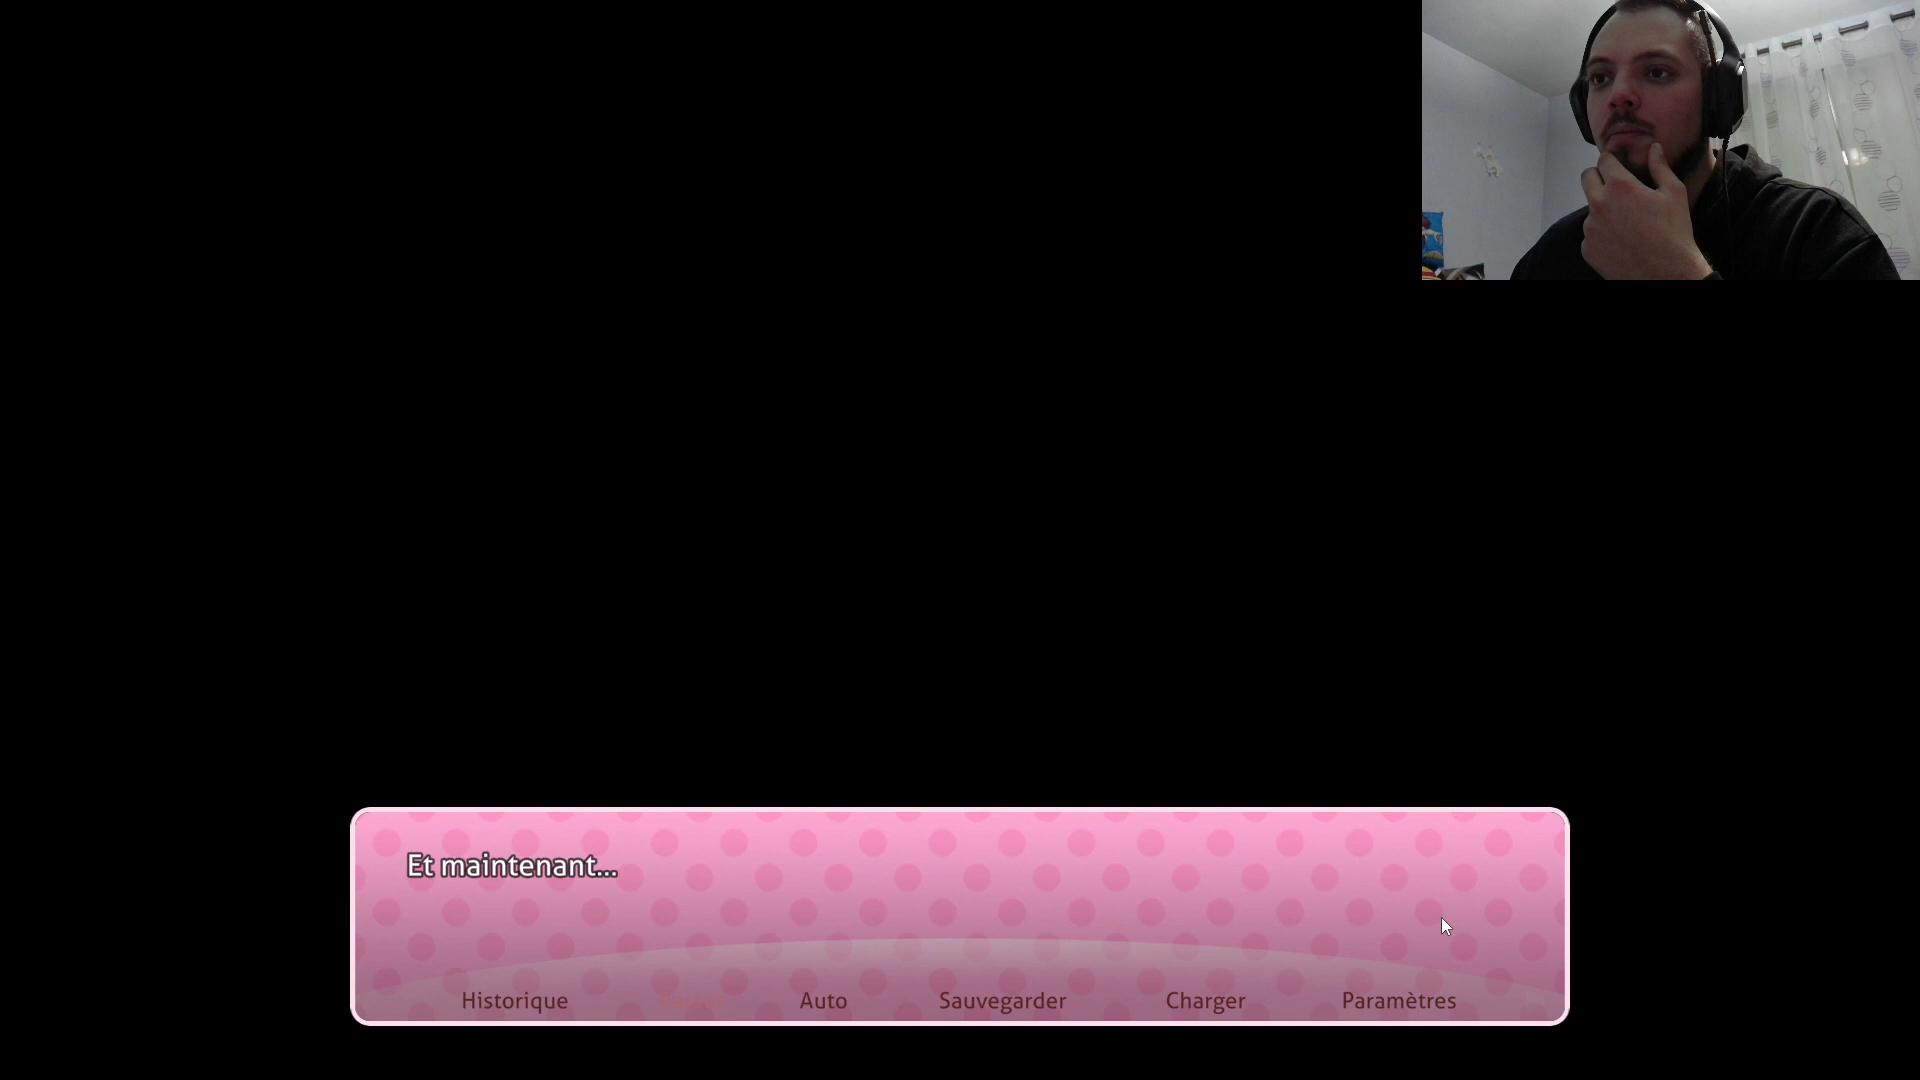 Et maintenant...
Historique
Auto
Sauvegarder
Charger
Paramètres